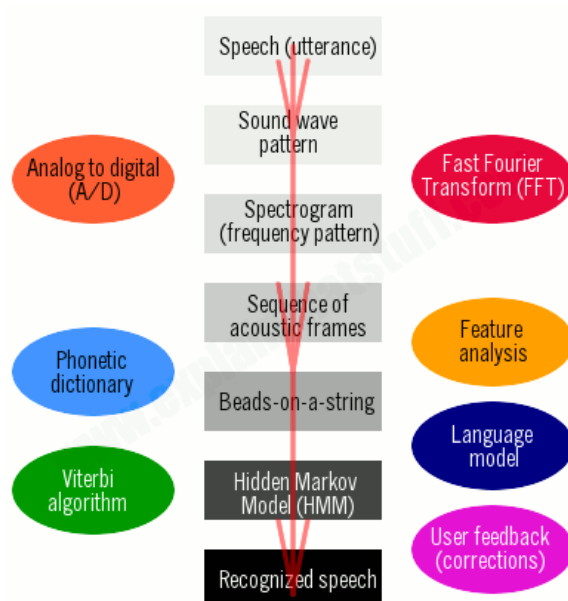 Speech (utterance)
Sound wave
pattern
Analog to digital
(A/D)
Fast Fourier
Transform (FFT)
Spectrogram
(frequency pattern)
Sequence of
acoustic frames
Feature
analysis
Phonetic
dictionary
Beads-on-a-string
Language
model
Viterbi
algorithm
Hidden Markov
Model (HMM)
User feedback
(corrections)
Recognized speech